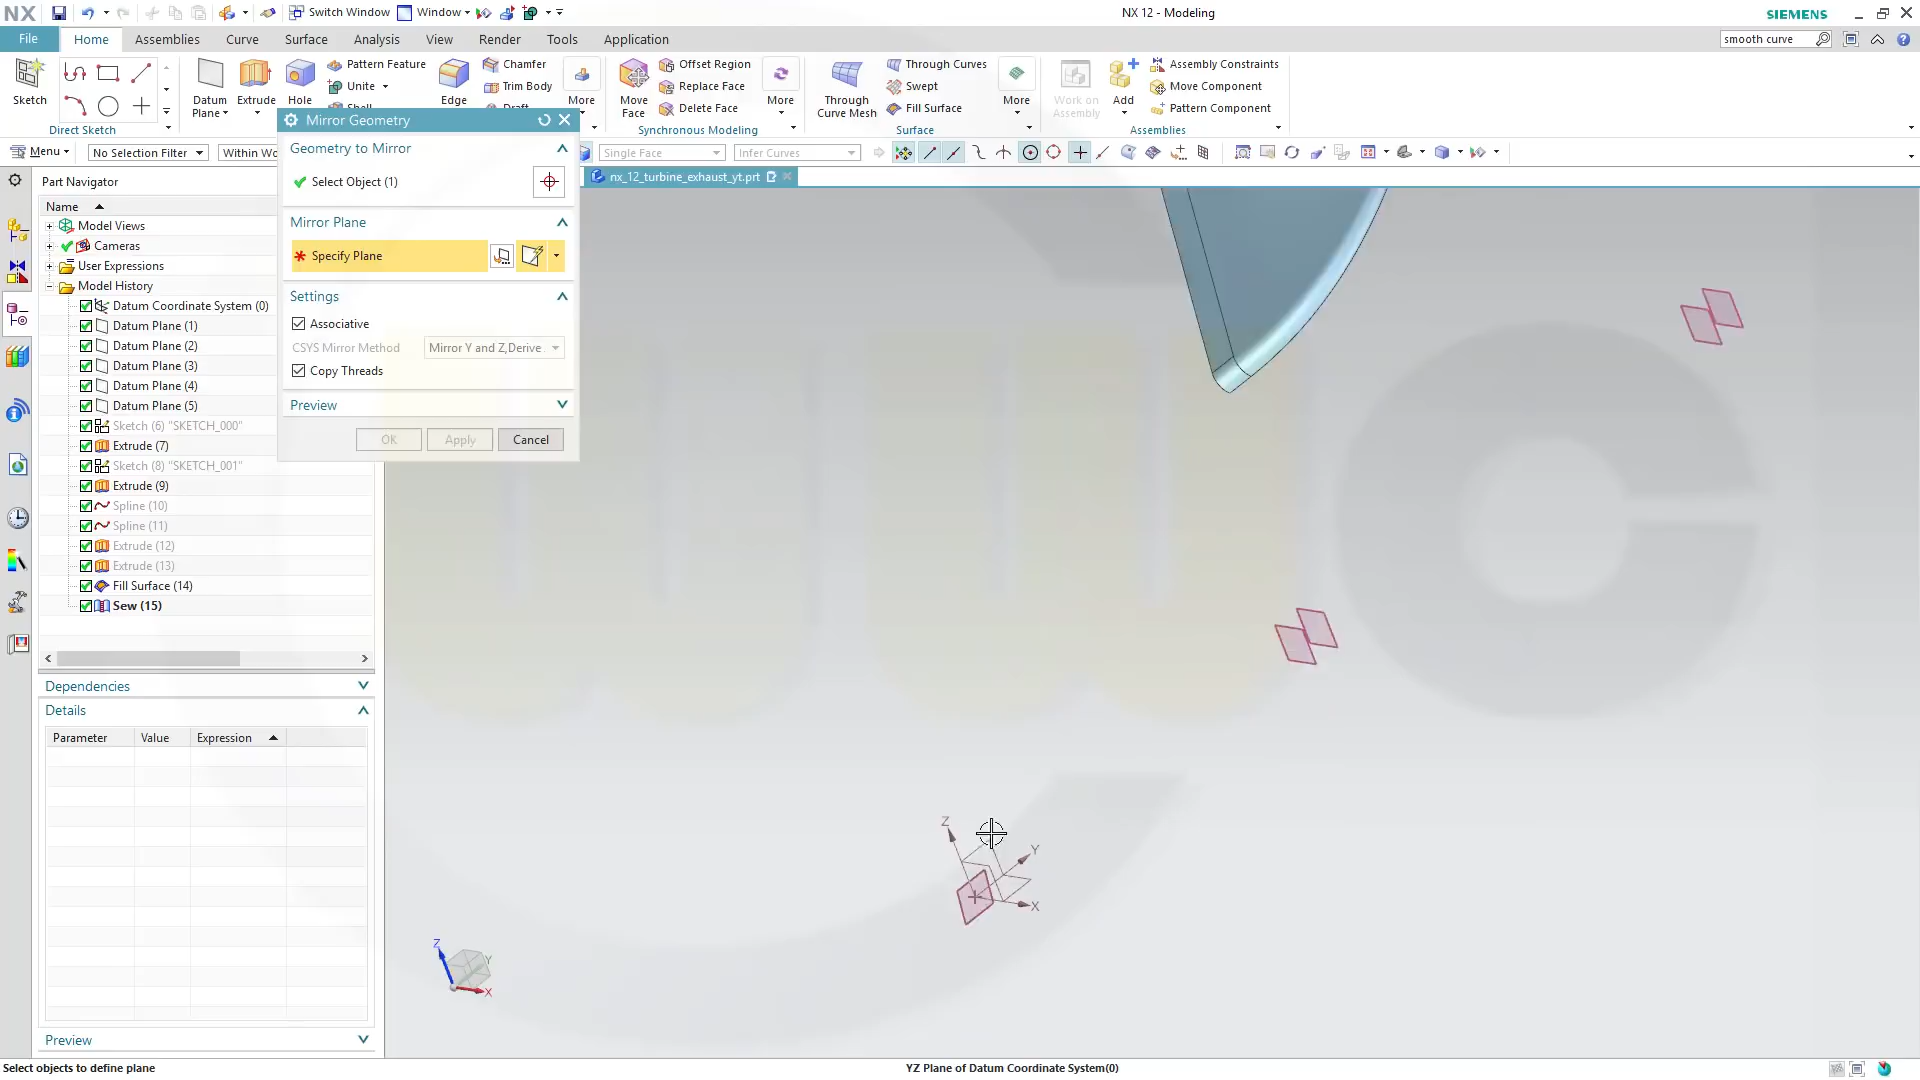 NX
Switch Window
Window
NX 12 - Modeling
SIEMENS
File
Home
Assemblies
Curve
Surface
Analysis
View
Render
Tools
Application
smooth curve
Sketch
Direct Sketch
Datum
Plane
Extrude
Hole
Pattern Feature
Unite
Shell
Edge
Chamfer
Trim Body
Draft
More
Move
Face
Offset Region
Replace Face
Delete Face
More
Synchronous Modeling
Through
Curve Mesh
Through Curves
Swept
Fill Surface
More
Surface
Work on
Assembly
Add
Assembly Constraints
Move Component
Pattern Component
Assemblies
Menu
No Selection Filter
Within Wo
Single Face
Infer Curves
Part Navigator
nx_12_turbine_exhaust_yt.prt
Name
Model Views
Cameras
User Expressions
Model History
Datum Coordinate System (0)
Datum Plane (1)
Datum Plane (2)
Datum Plane (3)
Datum Plane (4)
Datum Plane (5)
Sketch (6) "SKETCH_000"
Extrude (7)
Sketch (8) "SKETCH_001"
Extrude (9)
Spline (10)
Spline (11)
Extrude (12)
Extrude (13)
Fill Surface (14)
Sew (15)
Mirror Geometry
Geometry to Mirror
Select Object (1)
Mirror Plane
* Specify Plane
Settings
Associative
CSYS Mirror Method
Mirror Y and Z,Derive
Copy Threads
Preview
OK
Apply
Cancel
Dependencies
Details
Parameter
Value
Expression
Preview
Z
Y
X
Z
Y
X
Select objects to define plane
YZ Plane of Datum Coordinate System(0)